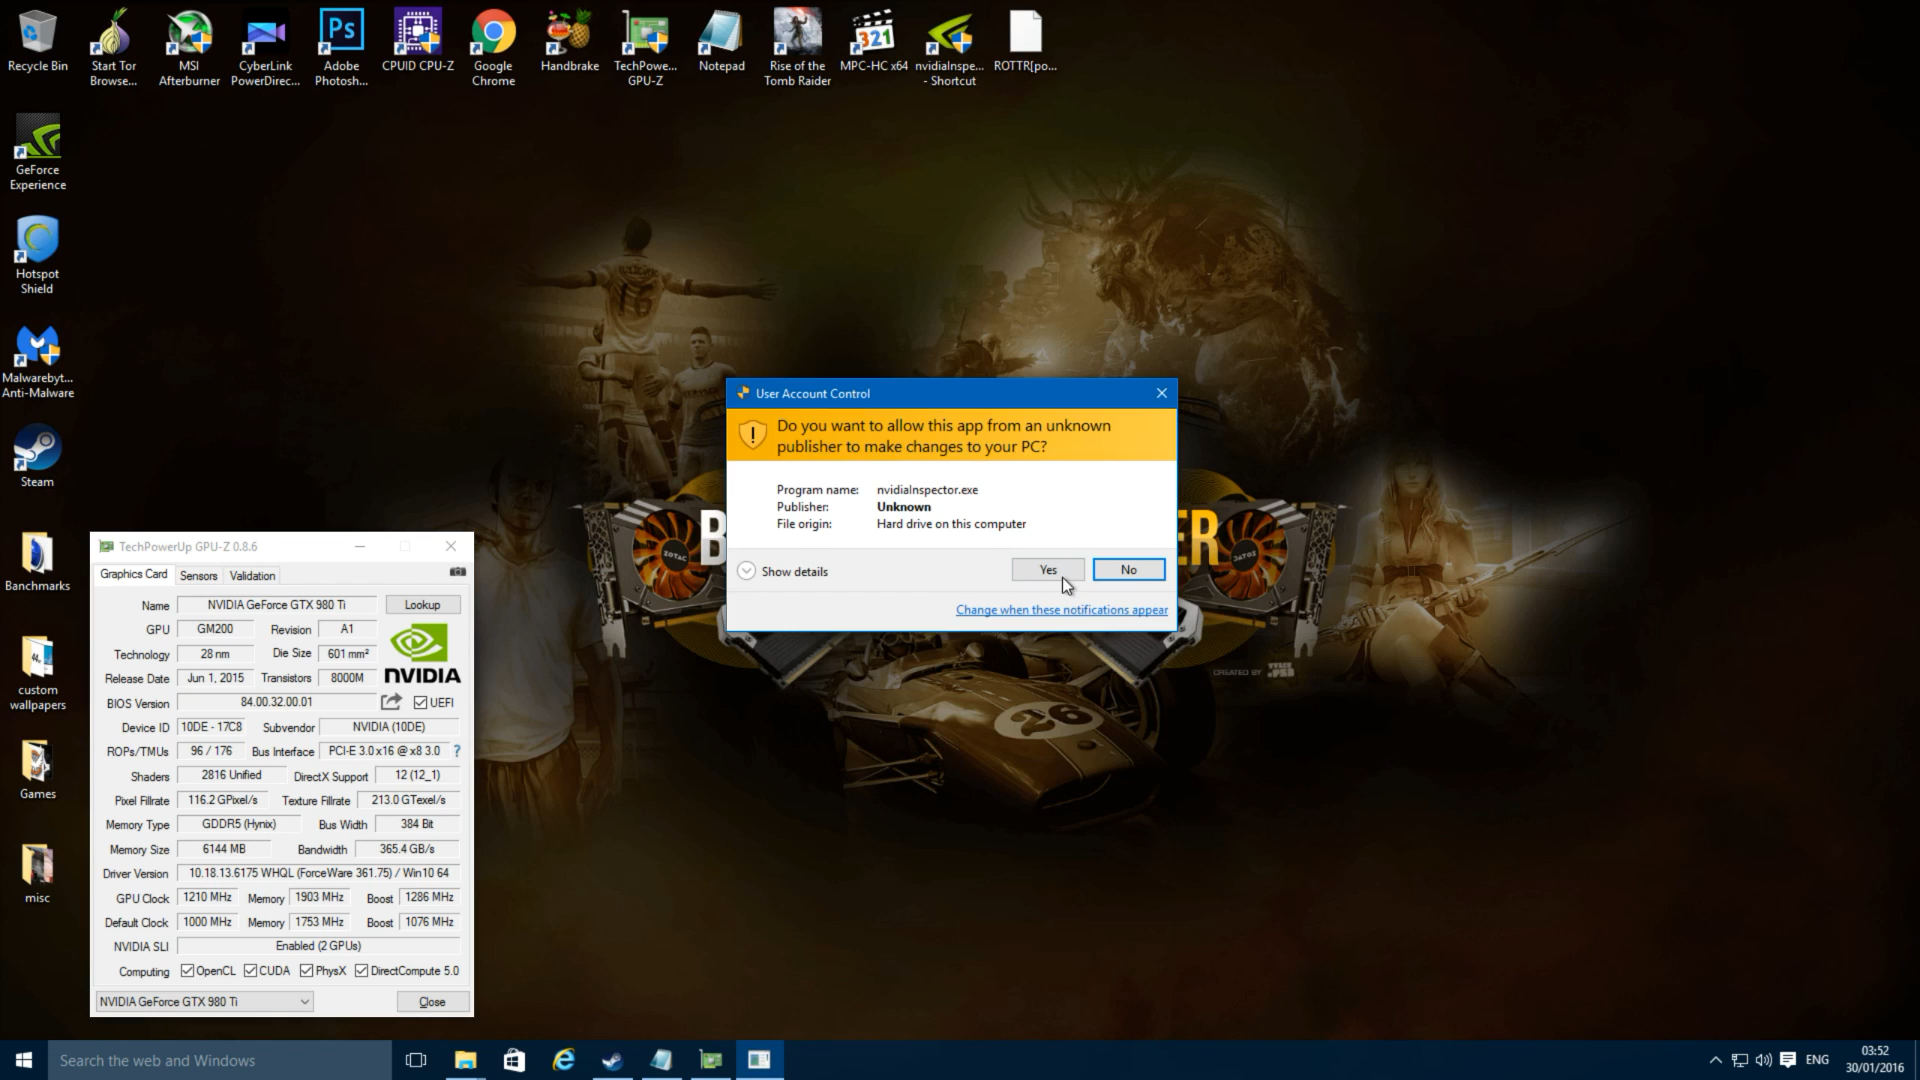 Recycle Bin
Start Tor
Browse...
MSI
Afterburner
CyberLink
PowerDirec...
Ps
Adobe
Photosh...
CPUID CPU-Z
Google
Chrome
Handbrake
TechPowe...
GPU-Z
Notepad
Rise of the
Tomb Raider
321
MPC-HC x64
nvidiaInspe...
- Shortcut
ROTTR[po...
GeForce
Experience
Hotspot
Shield
Malwarebyt...
Anti-Malware
Steam
Banchmarks
custom
wallpapers
Games
misc
16
User Account Control
Do you want to allow this app from an unknown
publisher to make changes to your PC?
Program name: nvidiaInspector.exe
Publisher: Unknown
File origin: Hard drive on this computer
Show details
Yes
No
Change when these notifications appear
B
ER
ZOTAC
26
CREATED BY
TechPowerUp GPU-Z 0.8.6
Graphics Card Sensors Validation
Name NVIDIA GeForce GTX 980 Ti Lookup
GPU GM200 Revision A1
Technology 28 nm Die Size 601 mm²
NVIDIA
Release Date Jun 1, 2015 Transistors 8000M
BIOS Version 84.00.32.00.01 UEFI
Device ID 10DE - 17C8 Subvendor NVIDIA (10DE)
ROPs/TMUs 96 / 176 Bus Interface PCI-E 3.0 x16 @ x8 3.0 ?
Shaders 2816 Unified DirectX Support 12 (12_1)
Pixel Fillrate 116.2 GPixel/s Texture Fillrate 213.0 GTexel/s
Memory Type GDDR5 (Hynix) Bus Width 384 Bit
Memory Size 6144 MB Bandwidth 365.4 GB/s
Driver Version 10.18.13.6175 WHQL (ForceWare 361.75) / Win10 64
GPU Clock 1210 MHz Memory 1903 MHz Boost 1286 MHz
Default Clock 1000 MHz Memory 1753 MHz Boost 1076 MHz
NVIDIA SLI Enabled (2 GPUs)
Computing OpenCL CUDA PhysX DirectCompute 5.0
NVIDIA GeForce GTX 980 Ti Close
Search the web and Windows
ENG
03:52
30/01/2016